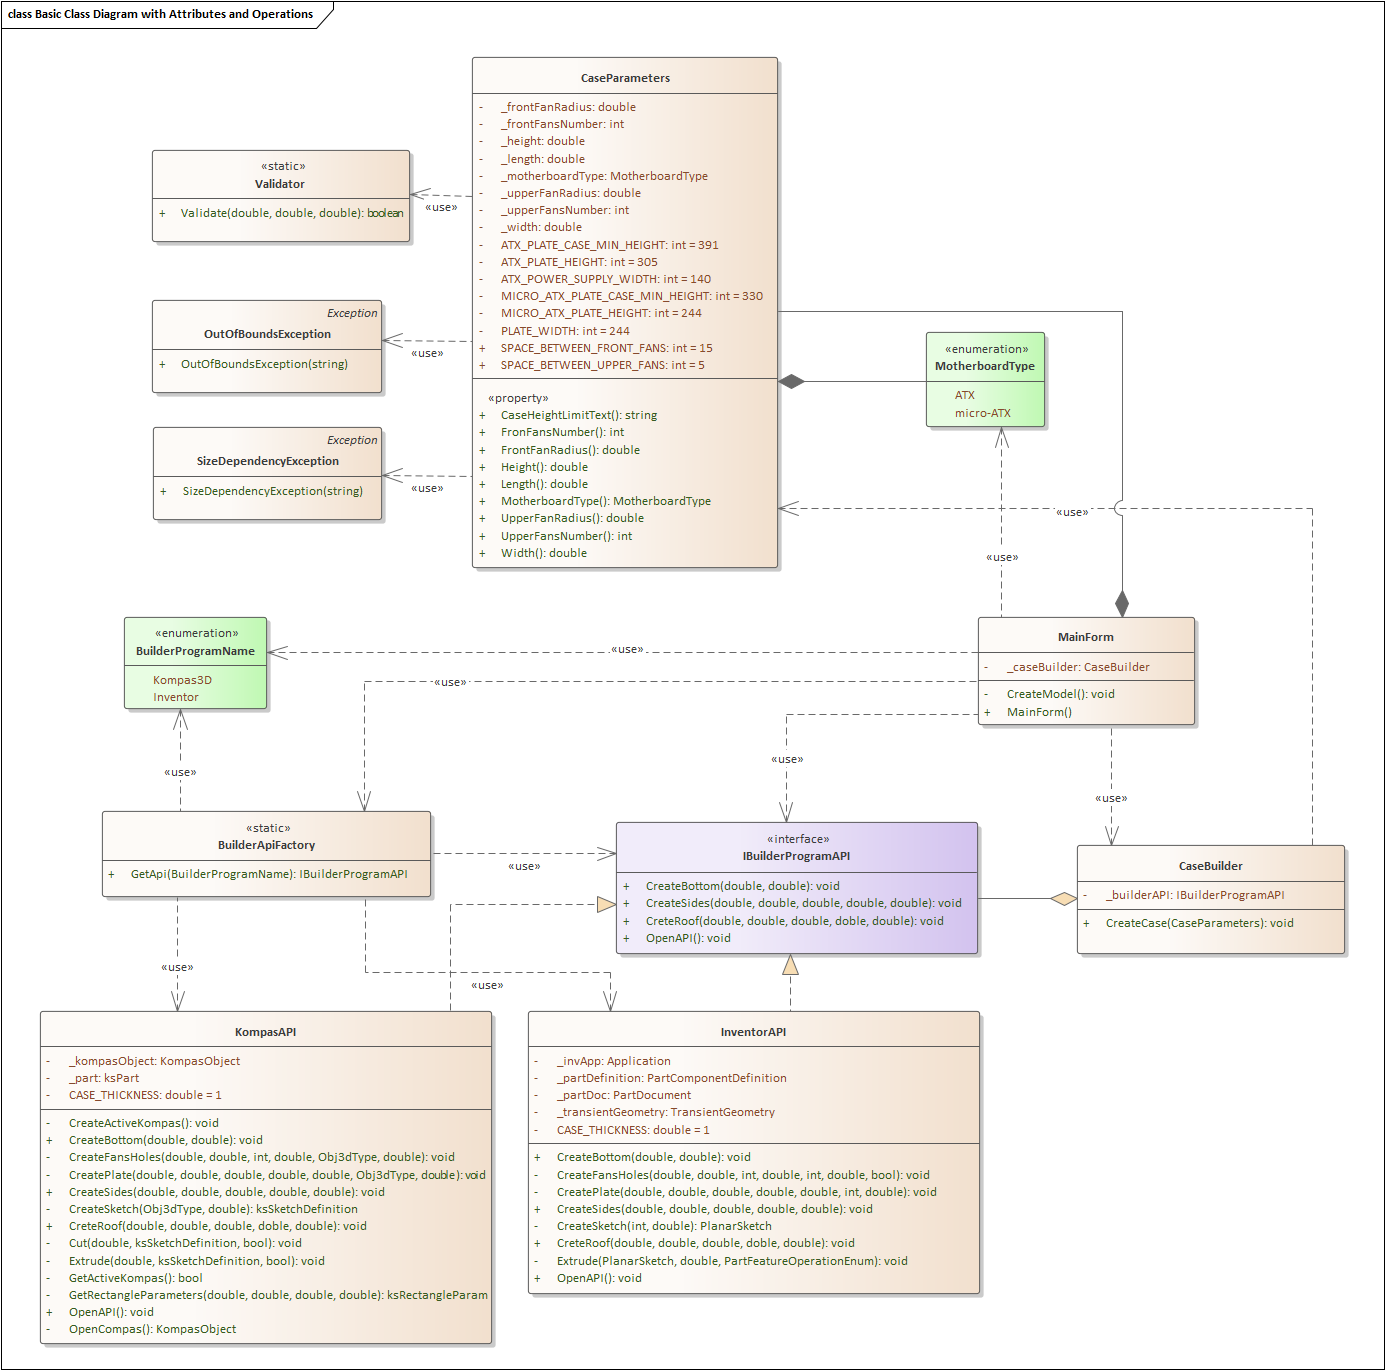 class Basic Class Diagram with Attributes and Operations
CaseParameters
- _frontFanRadius: double
- _frontFansNumber: int
- _height: double
- _length: double
- _motherboardType: MotherboardType
- _upperFanRadius: double
- _upperFansNumber: int
- _width: double
- ATX_PLATE_CASE_MIN_HEIGHT: int = 391
- ATX_PLATE_HEIGHT: int = 305
- ATX_POWER_SUPPLY_WIDTH: int = 140
- MICRO_ATX_PLATE_CASE_MIN_HEIGHT: int = 330
- MICRO_ATX_PLATE_HEIGHT: int = 244
- PLATE_WIDTH: int = 244
+ SPACE_BETWEEN_FRONT_FANS: int = 15
+ SPACE_BETWEEN_UPPER_FANS: int = 5
«property»
+ CaseHeightLimitText(): string
+ FronFansNumber(): int
+ FrontFanRadius(): double
+ Height(): double
+ Length(): double
+ MotherboardType(): MotherboardType
+ UpperFanRadius(): double
+ UpperFansNumber(): int
+ Width(): double
«static»
Validator
+ Validate(double, double, double): boolean
«use»
Exception
OutOfBoundsException
+ OutOfBoundsException(string)
«use»
Exception
SizeDependencyException
+ SizeDependencyException(string)
«use»
«enumeration»
MotherboardType
ATX
micro-ATX
«use»
«use»
«enumeration»
BuilderProgramName
Kompas3D
Inventor
«use»
«use»
MainForm
- _caseBuilder: CaseBuilder
- CreateModel(): void
+ MainForm()
«use»
«use»
«use»
«static»
BuilderApiFactory
+ GetApi(BuilderProgramName): IBuilderProgramAPI
«use»
«interface»
IBuilderProgramAPI
+ CreateBottom(double, double): void
+ CreateSides(double, double, double, double, double): void
+ CreteRoof(double, double, double, doble, double): void
+ OpenAPI(): void
CaseBuilder
- _builderAPI: IBuilderProgramAPI
+ CreateCase(CaseParameters): void
«use»
«use»
KompasAPI
- _kompasObject: KompasObject
- _part: ksPart
- CASE_THICKNESS: double = 1
- CreateActiveKompas(): void
+ CreateBottom(double, double): void
- CreateFansHoles(double, double, int, double, Obj3dType, double): void
- CreatePlate(double, double, double, double, double, Obj3dType, double): void
+ CreateSides(double, double, double, double, double): void
- CreateSketch(Obj3dType, double): ksSketchDefinition
+ CreteRoof(double, double, double, doble, double): void
- Cut(double, ksSketchDefinition, bool): void
- Extrude(double, ksSketchDefinition, bool): void
- GetActiveKompas(): bool
- GetRectangleParameters(double, double, double, double): ksRectangleParam
+ OpenAPI(): void
- OpenCompas(): KompasObject
InventorAPI
- _invApp: Application
- _partDefinition: PartComponentDefinition
- _partDoc: PartDocument
- _transientGeometry: TransientGeometry
- CASE_THICKNESS: double = 1
+ CreateBottom(double, double): void
- CreateFansHoles(double, double, int, double, int, double, bool): void
- CreatePlate(double, double, double, double, double, int, double): void
+ CreateSides(double, double, double, double, double): void
- CreateSketch(int, double): PlanarSketch
+ CreteRoof(double, double, double, doble, double): void
- Extrude(PlanarSketch, double, PartFeatureOperationEnum): void
+ OpenAPI(): void